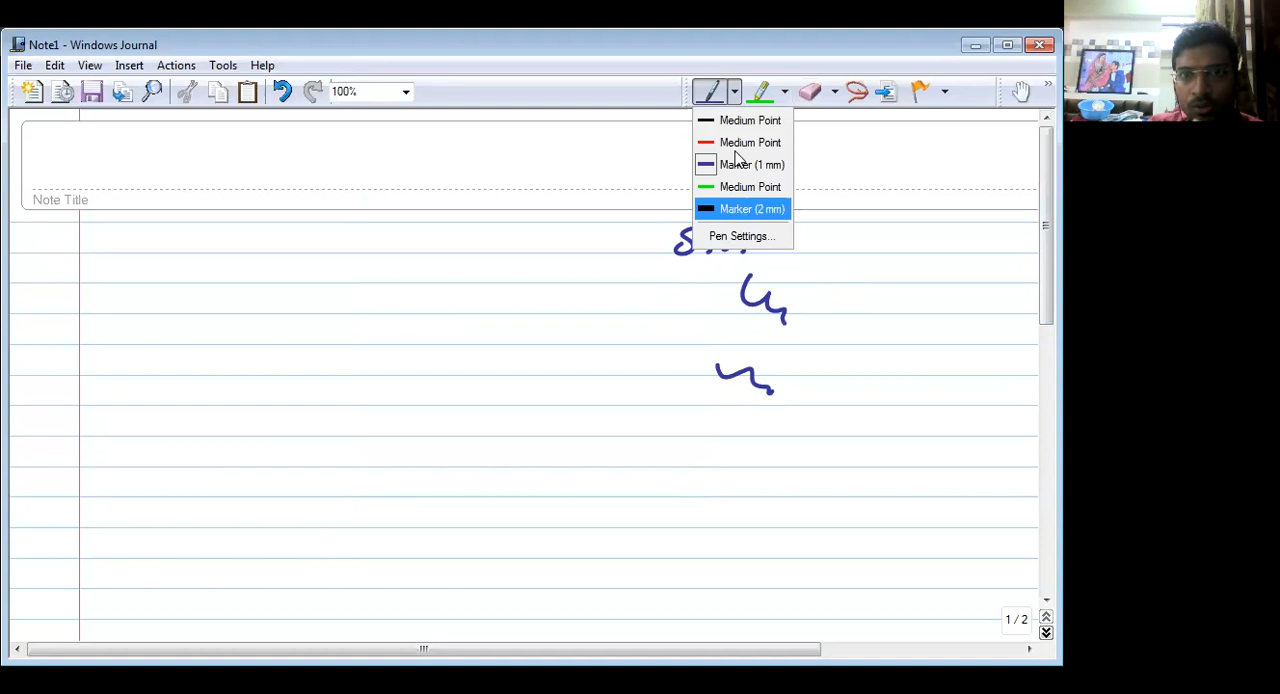 Note1 - Windows Journal
File Edit View Insert Actions Tools Help
100%
Medium Point
Medium Point
Marker (1 mm)
Medium Point
Marker (2 mm)
Pen Settings...
Note Title
1 / 2